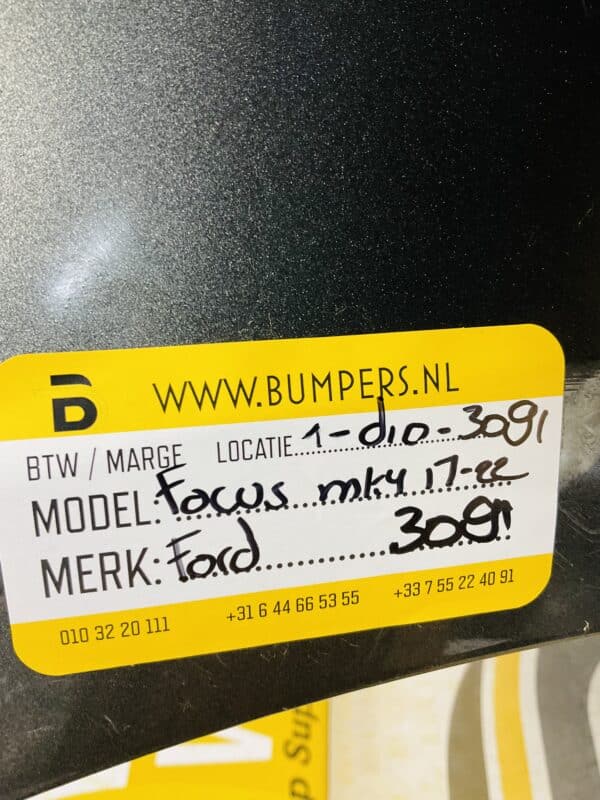 WWW.BUMPERS.NL
BTW / MARGE LOCATIE 1-d10-3091
MODEL: Focus mk4 17-22
MERK: Ford 3091
010 32 20 111 +31 6 44 66 53 55 +33 7 55 22 40 91
p Sup